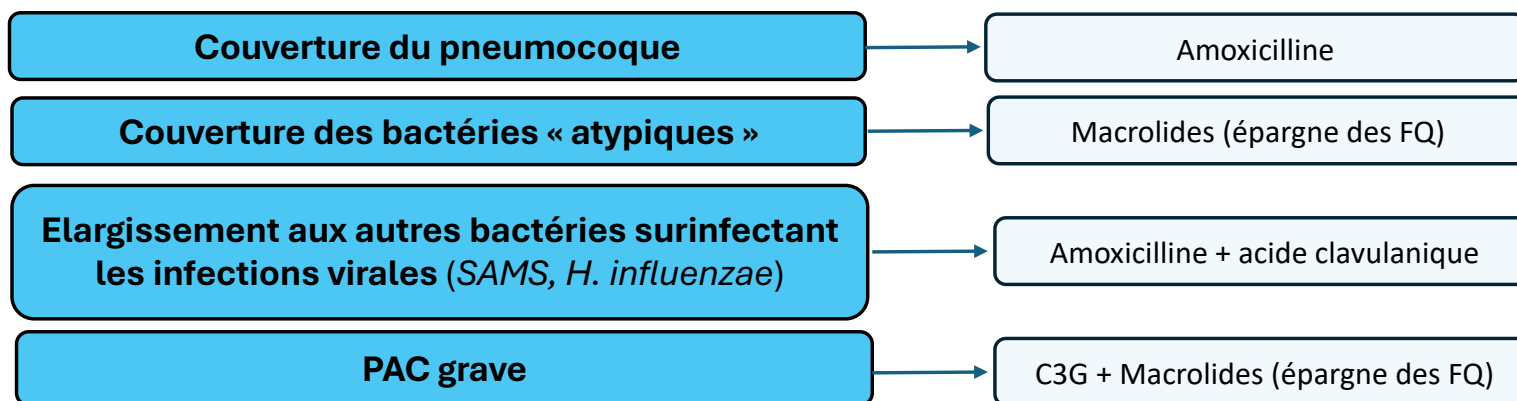 Couverture du pneumocoque
Amoxicilline
Couverture des bactéries « atypiques »
Macrolides (épargne des FQ)
Elargissement aux autres bactéries surinfectant
les infections virales (SAMS, H. influenzae)
Amoxicilline + acide clavulanique
PAC grave
C3G + Macrolides (épargne des FQ)